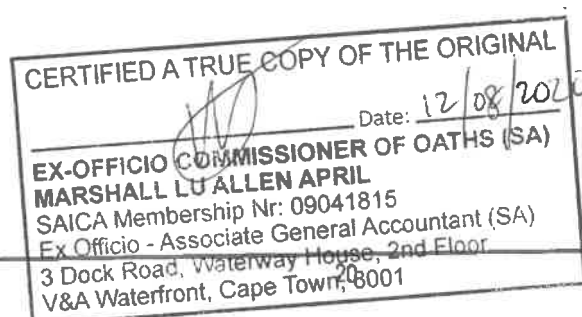 CERTIFIED A TRUE COPY OF THE ORIGINAL
Date: 12/08/202
EX-OFFICIO COMMISSIONER OF OATHS (SA)
MARSHALL LU ALLEN APRIL
SAICA Membership Nr: 09041815
Ex Officio - Associate General Accountant (SA)
3 Dock Road, Waterway House, 2nd Floor
V&A Waterfront, Cape Town, 8001
20